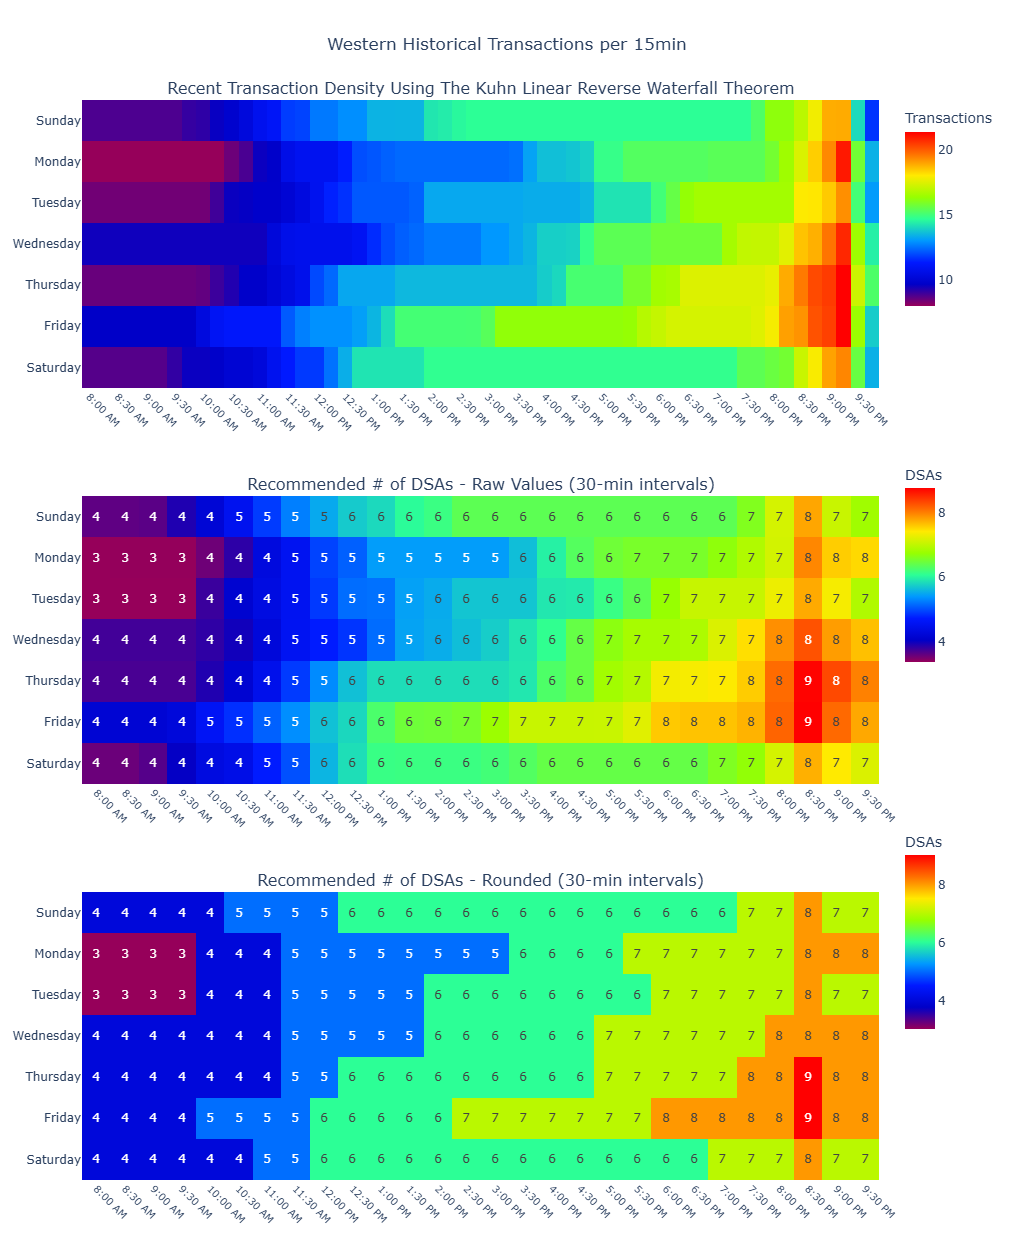 Western Historical Transactions per 15min
Recent Transaction Density Using The Kuhn Linear Reverse Waterfall Theorem
Transactions
20
15
10
Sunday
Monday
Tuesday
Wednesday
Thursday
Friday
Saturday
8:00 AM 8:30 AM 9:00 AM 9:30 AM 10:00 AM 10:30 AM 11:00 AM 11:30 AM 12:00 PM 12:30 PM 1:00 PM 1:30 PM 2:00 PM 2:30 PM 3:00 PM 3:30 PM 4:00 PM 4:30 PM 5:00 PM 5:30 PM 6:00 PM 6:30 PM 7:00 PM 7:30 PM 8:00 PM 8:30 PM 9:00 PM 9:30 PM
Recommended # of DSAs - Raw Values (30-min intervals)
DSAs
8
6
4
Sunday 4 4 4 4 4 5 5 5 5 6 6 6 6 6 6 6 6 6 6 6 6 6 6 7 7 8 7 7
Monday 3 3 3 3 4 4 4 5 5 5 5 5 5 5 5 6 6 6 6 7 7 7 7 7 7 8 8 8
Tuesday 3 3 3 3 4 4 4 5 5 5 5 5 6 6 6 6 6 6 6 6 7 7 7 7 7 8 7 7
Wednesday 4 4 4 4 4 4 4 5 5 5 5 5 6 6 6 6 6 6 7 7 7 7 7 7 8 8 8 8
Thursday 4 4 4 4 4 4 4 5 5 6 6 6 6 6 6 6 6 6 7 7 7 7 7 8 8 9 8 8
Friday 4 4 4 4 5 5 5 5 6 6 6 6 6 7 7 7 7 7 7 7 8 8 8 8 8 9 8 8
Saturday 4 4 4 4 4 4 5 5 6 6 6 6 6 6 6 6 6 6 6 6 6 6 7 7 7 8 7 7
8:00 AM 8:30 AM 9:00 AM 9:30 AM 10:00 AM 10:30 AM 11:00 AM 11:30 AM 12:00 PM 12:30 PM 1:00 PM 1:30 PM 2:00 PM 2:30 PM 3:00 PM 3:30 PM 4:00 PM 4:30 PM 5:00 PM 5:30 PM 6:00 PM 6:30 PM 7:00 PM 7:30 PM 8:00 PM 8:30 PM 9:00 PM 9:30 PM
Recommended # of DSAs - Rounded (30-min intervals)
DSAs
8
6
4
Sunday 4 4 4 4 4 5 5 5 5 6 6 6 6 6 6 6 6 6 6 6 6 6 6 7 7 8 7 7
Monday 3 3 3 3 4 4 4 5 5 5 5 5 5 5 5 6 6 6 6 7 7 7 7 7 7 8 8 8
Tuesday 3 3 3 3 4 4 4 5 5 5 5 5 6 6 6 6 6 6 6 6 7 7 7 7 7 8 7 7
Wednesday 4 4 4 4 4 4 4 5 5 5 5 5 6 6 6 6 6 6 7 7 7 7 7 7 8 8 8 8
Thursday 4 4 4 4 4 4 4 5 5 6 6 6 6 6 6 6 6 6 7 7 7 7 7 8 8 9 8 8
Friday 4 4 4 4 5 5 5 5 6 6 6 6 6 7 7 7 7 7 7 7 8 8 8 8 8 9 8 8
Saturday 4 4 4 4 4 4 5 5 6 6 6 6 6 6 6 6 6 6 6 6 6 6 7 7 7 8 7 7
8:00 AM 8:30 AM 9:00 AM 9:30 AM 10:00 AM 10:30 AM 11:00 AM 11:30 AM 12:00 PM 12:30 PM 1:00 PM 1:30 PM 2:00 PM 2:30 PM 3:00 PM 3:30 PM 4:00 PM 4:30 PM 5:00 PM 5:30 PM 6:00 PM 6:30 PM 7:00 PM 7:30 PM 8:00 PM 8:30 PM 9:00 PM 9:30 PM